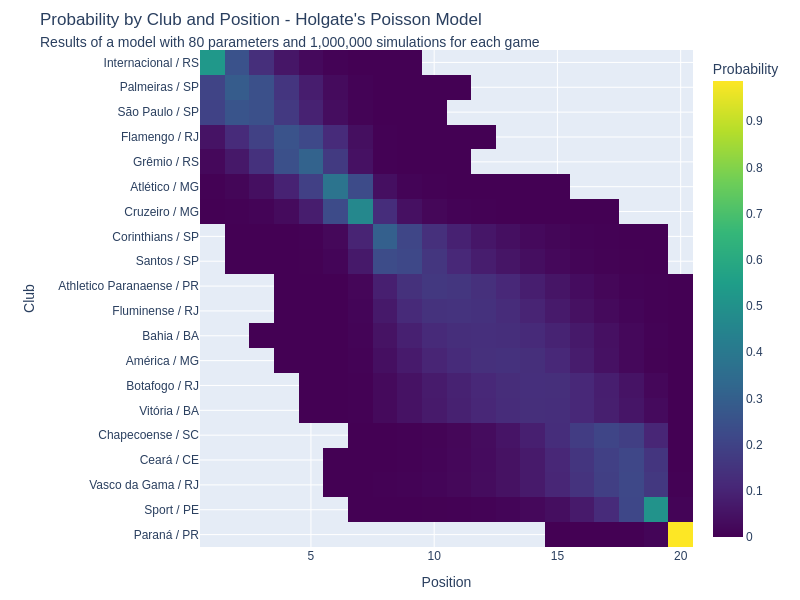 Probability by Club and Position - Holgate's Poisson Model
Results of a model with 80 parameters and 1,000,000 simulations for each game
Probability
Internacional / RS
Palmeiras / SP
São Paulo / SP
Flamengo / RJ
Grêmio / RS
Atlético / MG
Cruzeiro / MG
Corinthians / SP
Santos / SP
Athletico Paranaense / PR
Fluminense / RJ
Bahia / BA
América / MG
Botafogo / RJ
Vitória / BA
Chapecoense / SC
Ceará / CE
Vasco da Gama / RJ
Sport / PE
Paraná / PR
Club
5
10
15
20
Position
0.9
0.8
0.7
0.6
0.5
0.4
0.3
0.2
0.1
0